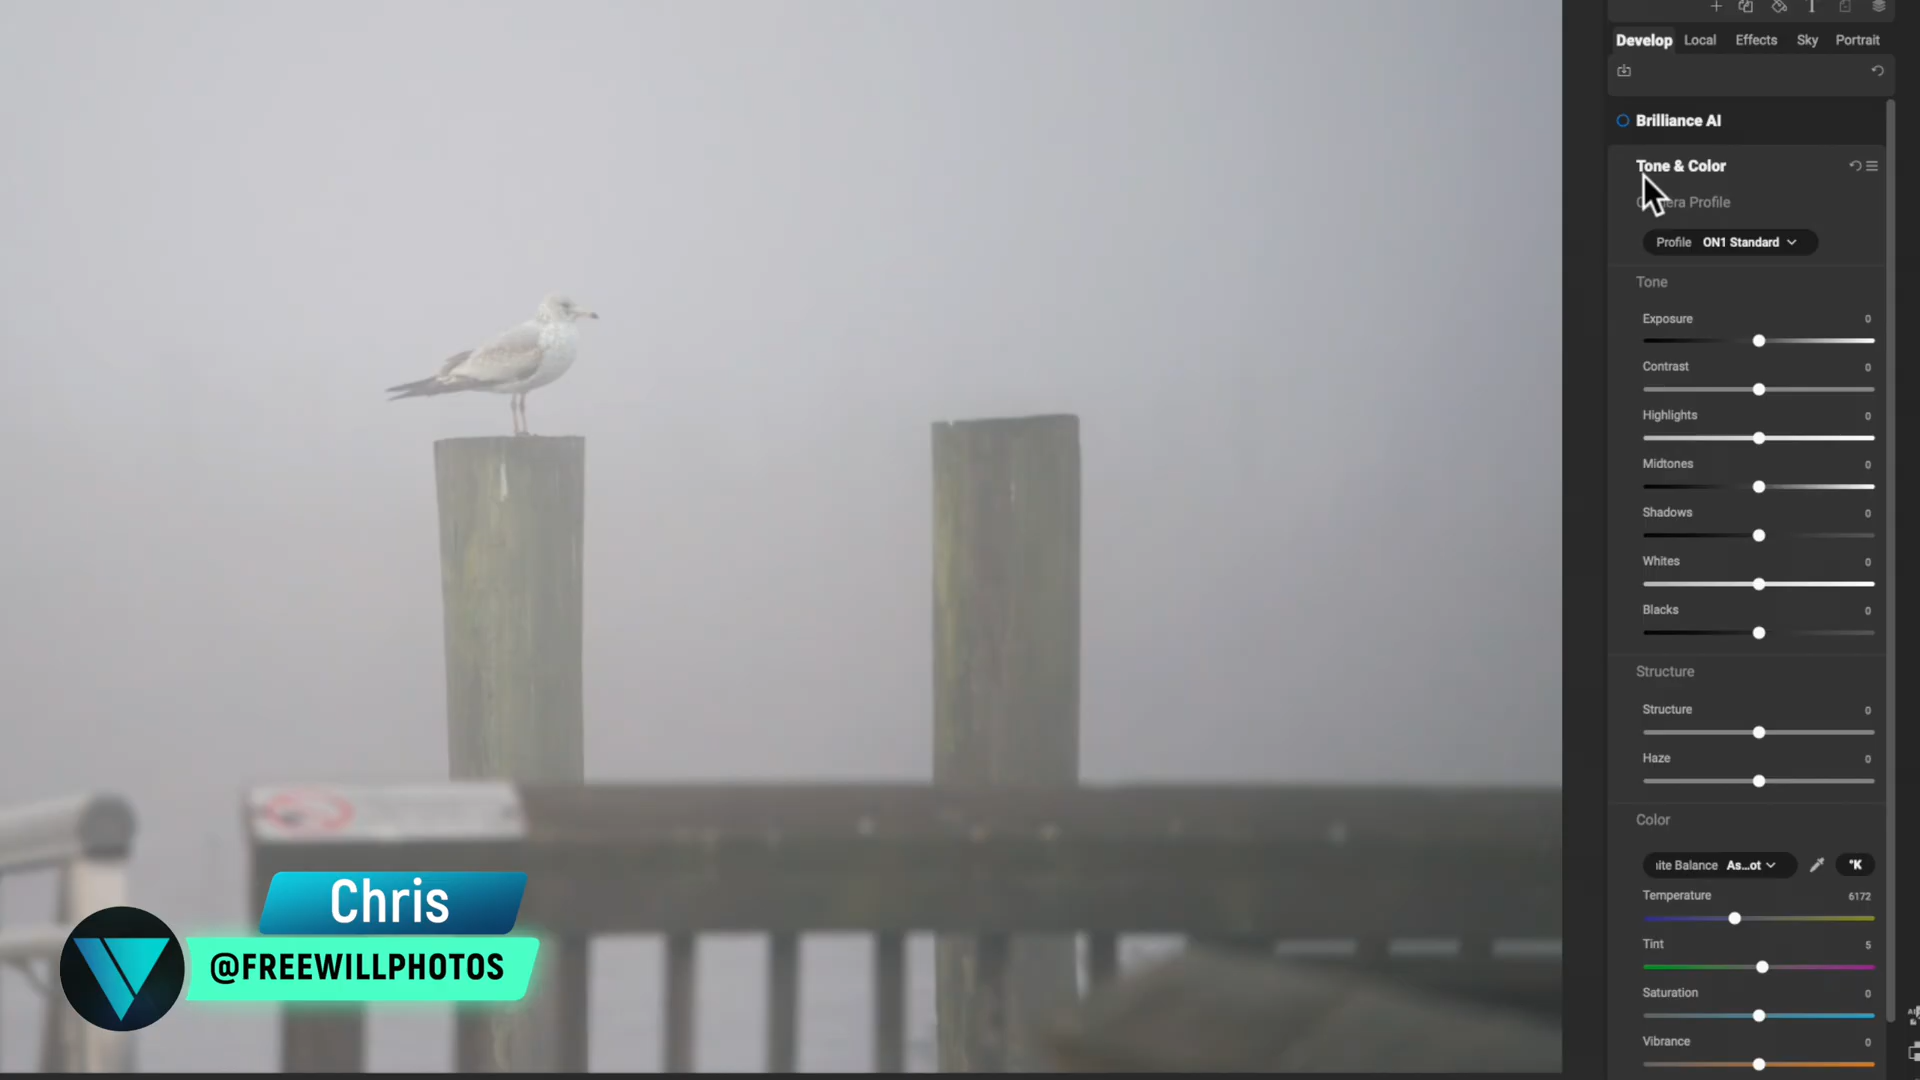 Develop Local Effects Sky Portrait
Brilliance AI
Tone & Color
era Profile
Profile ON1 Standard
Tone
Exposure 0
Contrast 0
Highlights 0
Midtones 0
Shadows 0
Whites 0
Blacks 0
Structure
Structure 0
Haze 0
Color
ite Balance As...ot °K
Temperature 6172
Tint 5
Saturation 0
Vibrance 0
Chris
@FREEWILLPHOTOS